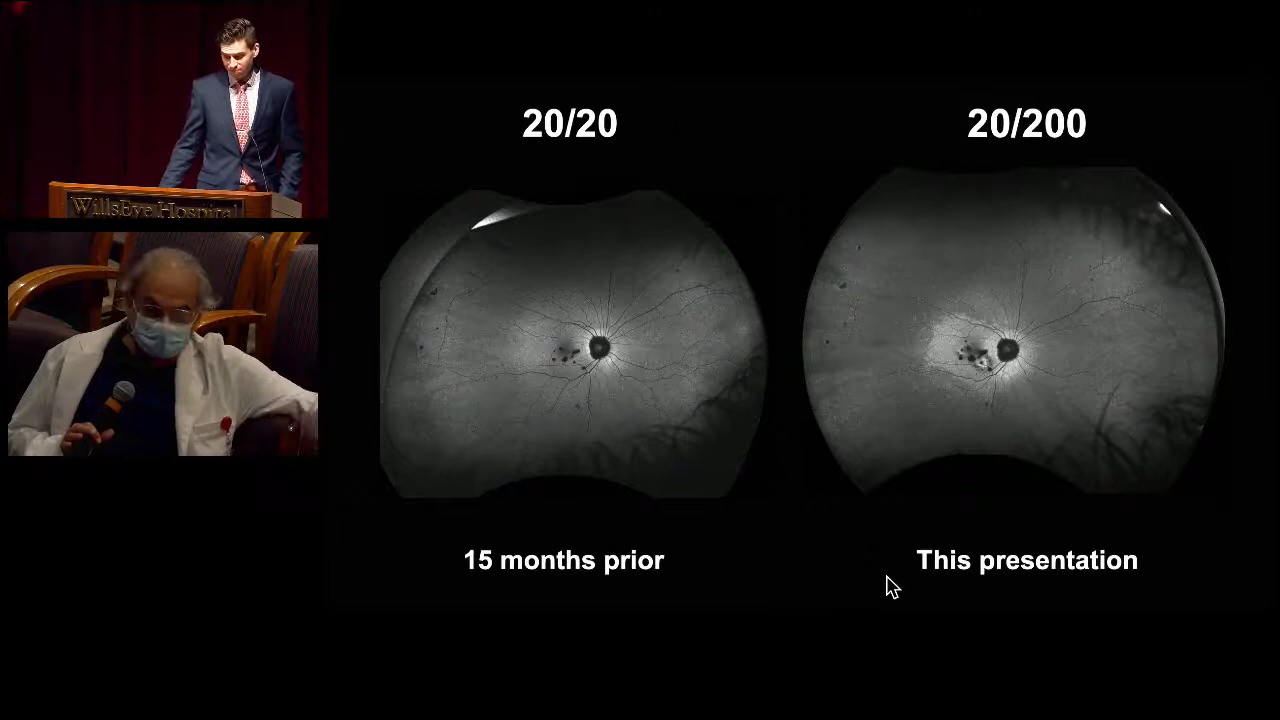 WillsEye Hospital
20/20
20/200
15 months prior
This presentation